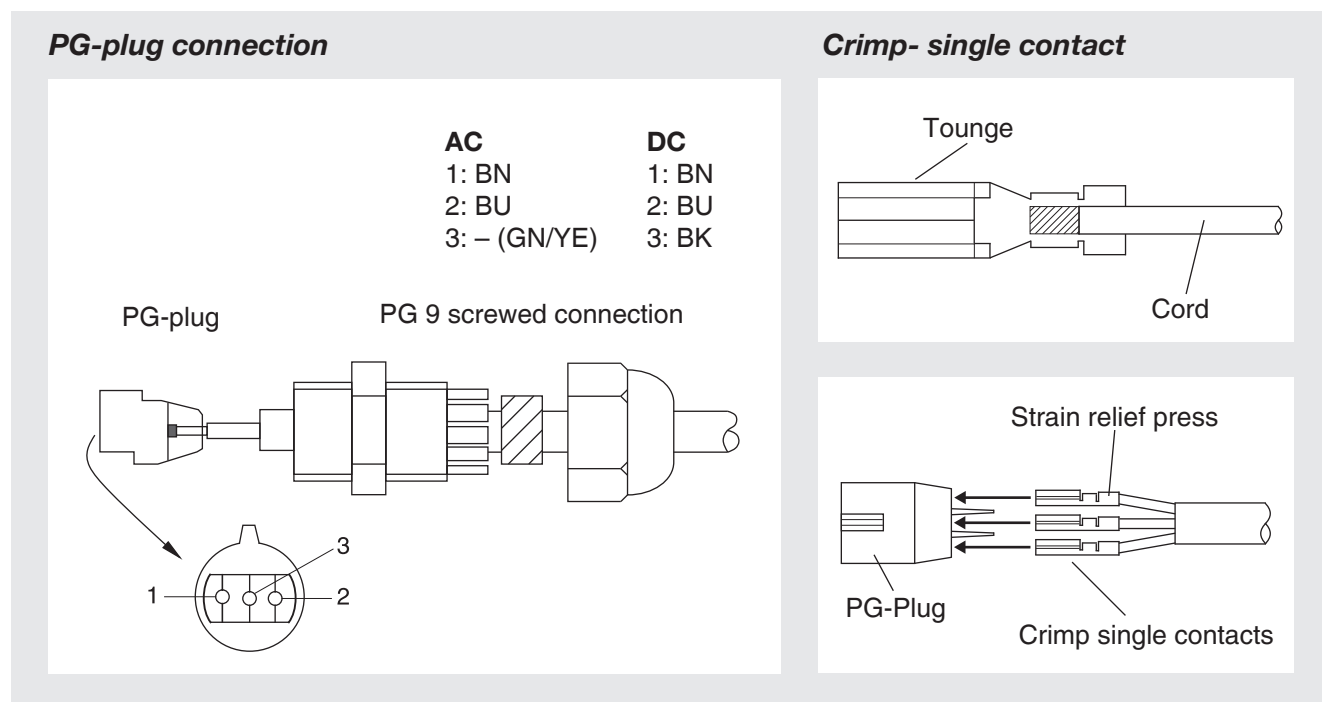 PG-plug connection
AC
1: BN
2: BU
3: – (GN/YE)
DC
1: BN
2: BU
3: BK
PG-plug
PG 9 screwed connection
3
1
2
Crimp- single contact
Tounge
Cord
Strain relief press
PG-Plug
Crimp single contacts